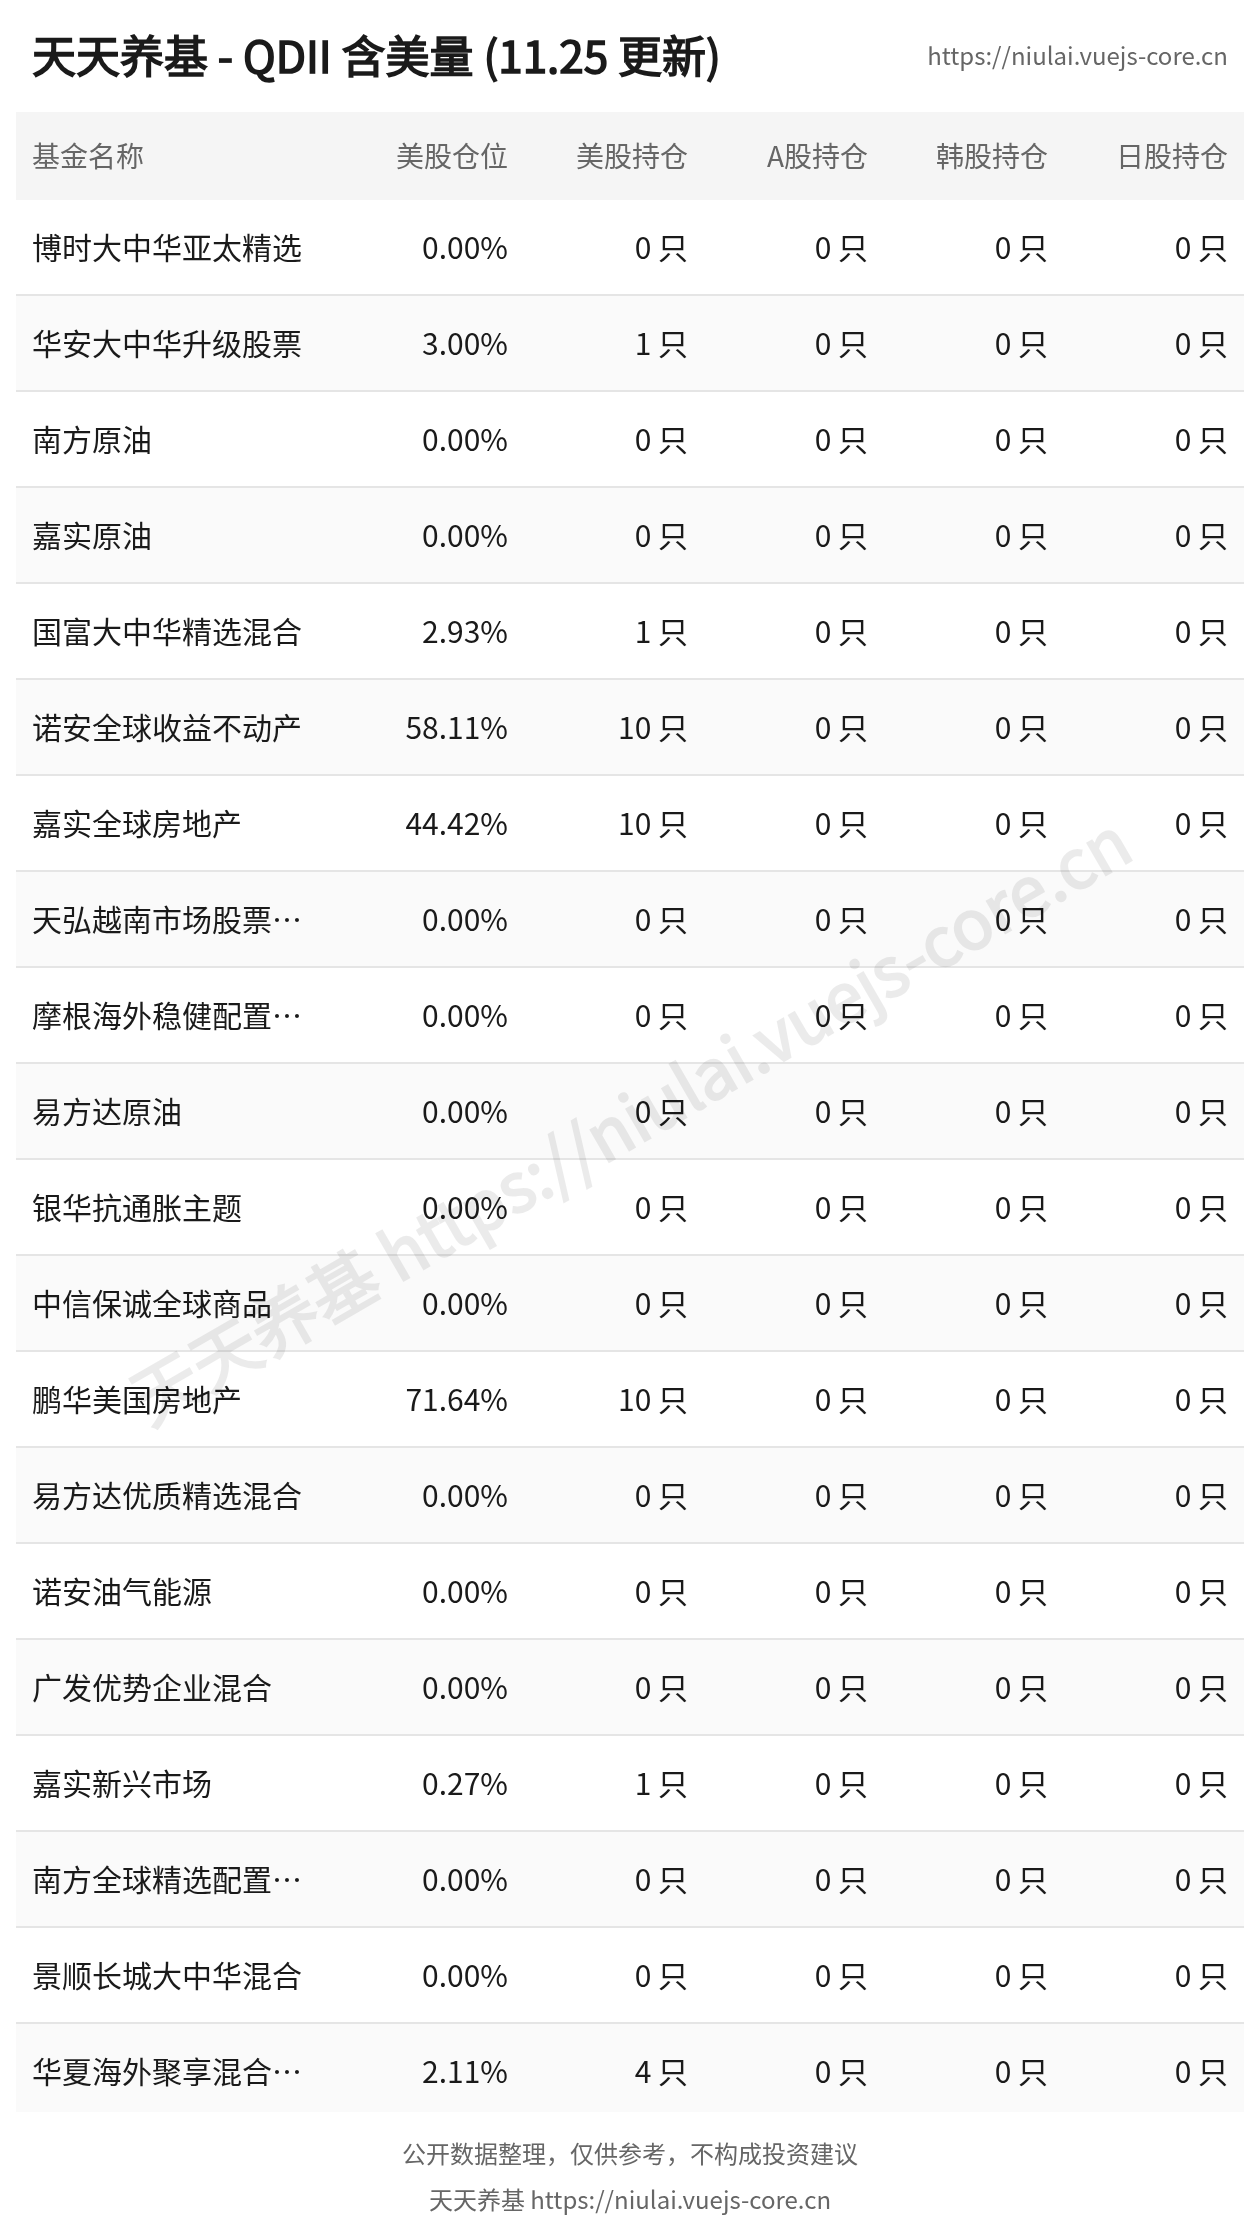 天天养基 - QDII 含美量 (11.25 更新) https://niulai.vuejs-core.cn
基金名称 美股仓位 美股持仓 A股持仓 韩股持仓 日股持仓
博时大中华亚太精选 0.00% 0 只 0 只 0 只 0 只
华安大中华升级股票 3.00% 1 只 0 只 0 只 0 只
南方原油 0.00% 0 只 0 只 0 只 0 只
嘉实原油 0.00% 0 只 0 只 0 只 0 只
国富大中华精选混合 2.93% 1 只 0 只 0 只 0 只
诺安全球收益不动产 58.11% 10 只 0 只 0 只 0 只
嘉实全球房地产 44.42% 10 只 0 只 0 只 0 只
天弘越南市场股票… 0.00% 0 只 0 只 0 只 0 只
摩根海外稳健配置… 0.00% 0 只 0 只 0 只 0 只
易方达原油 0.00% 0 只 0 只 0 只 0 只
银华抗通胀主题 0.00% 0 只 0 只 0 只 0 只
中信保诚全球商品 0.00% 0 只 0 只 0 只 0 只
鹏华美国房地产 71.64% 10 只 0 只 0 只 0 只
易方达优质精选混合 0.00% 0 只 0 只 0 只 0 只
诺安油气能源 0.00% 0 只 0 只 0 只 0 只
广发优势企业混合 0.00% 0 只 0 只 0 只 0 只
嘉实新兴市场 0.27% 1 只 0 只 0 只 0 只
南方全球精选配置… 0.00% 0 只 0 只 0 只 0 只
景顺长城大中华混合 0.00% 0 只 0 只 0 只 0 只
华夏海外聚享混合… 2.11% 4 只 0 只 0 只 0 只
天天养基 https://niulai.vuejs-core.cn
公开数据整理，仅供参考，不构成投资建议
天天养基 https://niulai.vuejs-core.cn